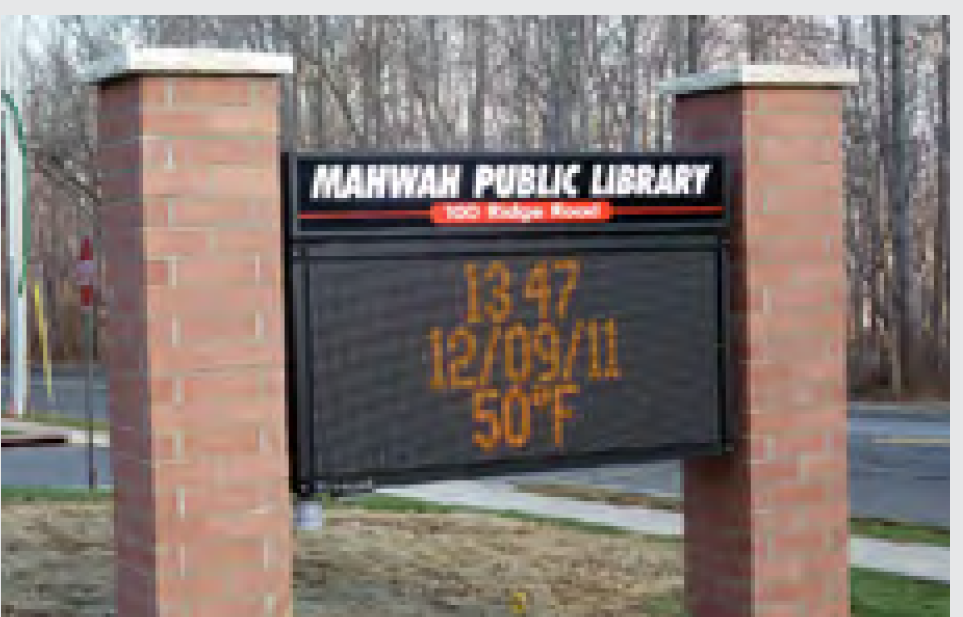 MAHWAH PUBLIC LIBRARY
100 Ridge Road
13 47
12/09/11
50°F